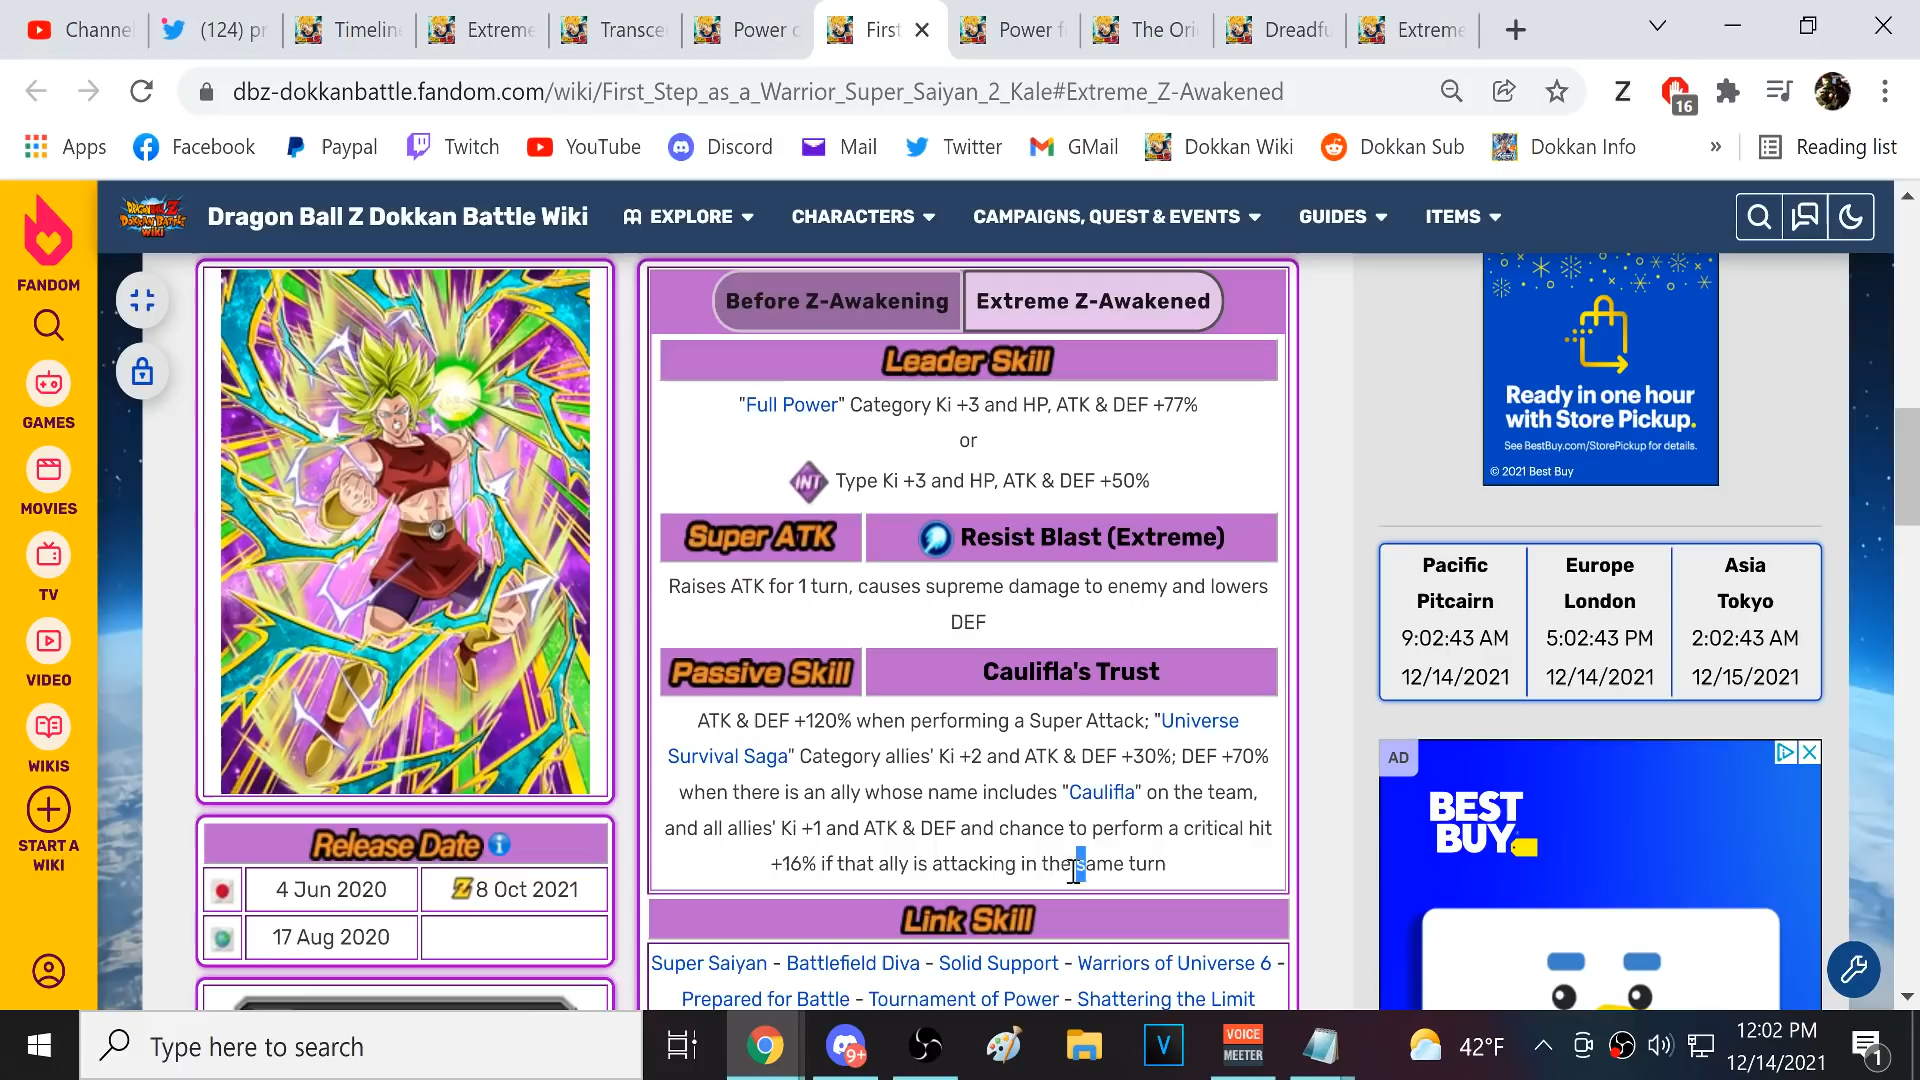 Channe
(124) pr
Timeline
Extreme
Transce
Power o
First
Power f
The Ori
Dreadfu
Extreme
dbz-dokkanbattle.fandom.com/wiki/First_Step_as_a_Warrior_Super_Saiyan_2_Kale#Extreme_Z-Awakened
Z
16
Apps
Facebook
Paypal
Twitch
YouTube
Discord
Mail
Twitter
GMail
Dokkan Wiki
Dokkan Sub
Dokkan Info
»
Reading list
FANDOM
GAMES
MOVIES
TV
VIDEO
WIKIS
START A
WIKI
Dragon Ball Z Dokkan Battle Wiki
EXPLORE
CHARACTERS
CAMPAIGNS, QUEST & EVENTS
GUIDES
ITEMS
Before Z-Awakening
Extreme Z-Awakened
Leader Skill
"Full Power" Category Ki +3 and HP, ATK & DEF +77%
or
INT Type Ki +3 and HP, ATK & DEF +50%
Super ATK
Resist Blast (Extreme)
Raises ATK for 1 turn, causes supreme damage to enemy and lowers
DEF
Passive Skill
Caulifla's Trust
ATK & DEF +120% when performing a Super Attack; "Universe
Survival Saga" Category allies' Ki +2 and ATK & DEF +30%; DEF +70%
when there is an ally whose name includes "Caulifla" on the team,
and all allies' Ki +1 and ATK & DEF and chance to perform a critical hit
+16% if that ally is attacking in the same turn
Link Skill
Super Saiyan - Battlefield Diva - Solid Support - Warriors of Universe 6 -
Prepared for Battle - Tournament of Power - Shattering the Limit
Release Date
4 Jun 2020
Z 8 Oct 2021
17 Aug 2020
Ready in one hour
with Store Pickup.
See BestBuy.com/StorePickup for details.
© 2021 Best Buy
Pacific
Pitcairn
9:02:43 AM
12/14/2021
Europe
London
5:02:43 PM
12/14/2021
Asia
Tokyo
2:02:43 AM
12/15/2021
AD
BEST
BUY
Type here to search
9+
V
VOICE
MEETER
42°F
12:02 PM
12/14/2021
1